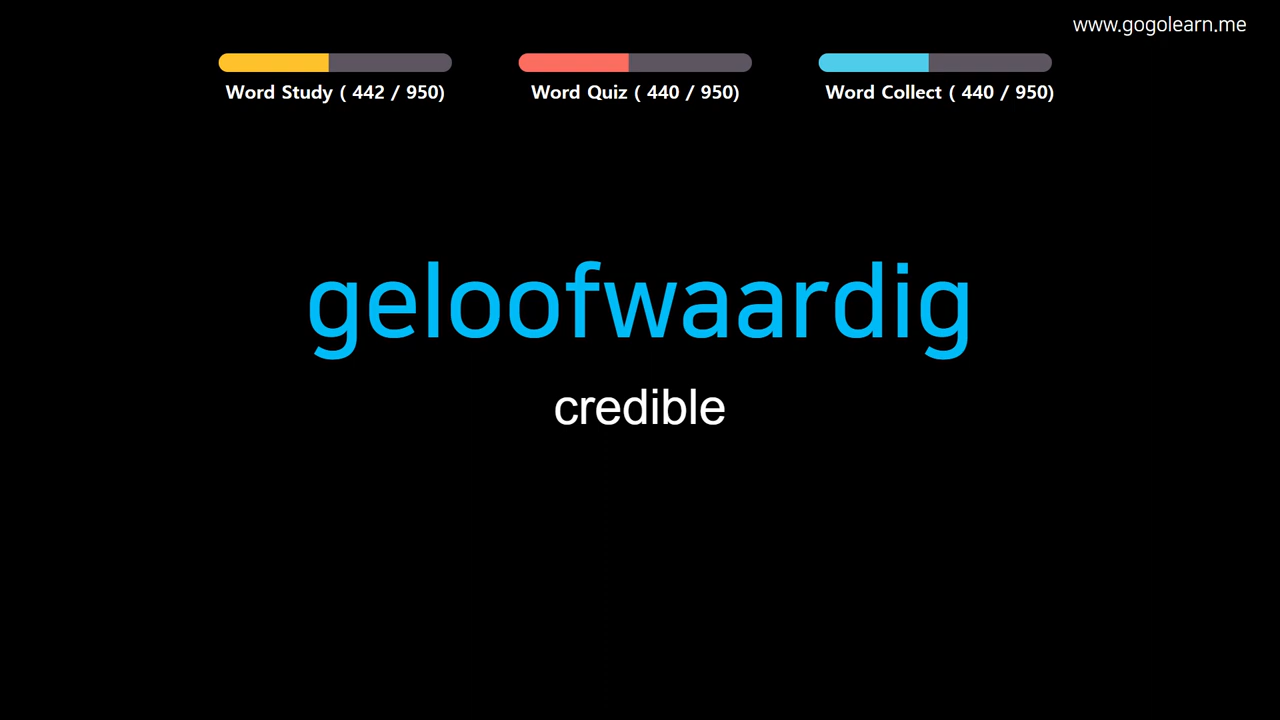 www.gogolearn.me
Word Study ( 442 / 950)
Word Quiz ( 440 / 950)
Word Collect ( 440 / 950)
geloofwaardig
credible